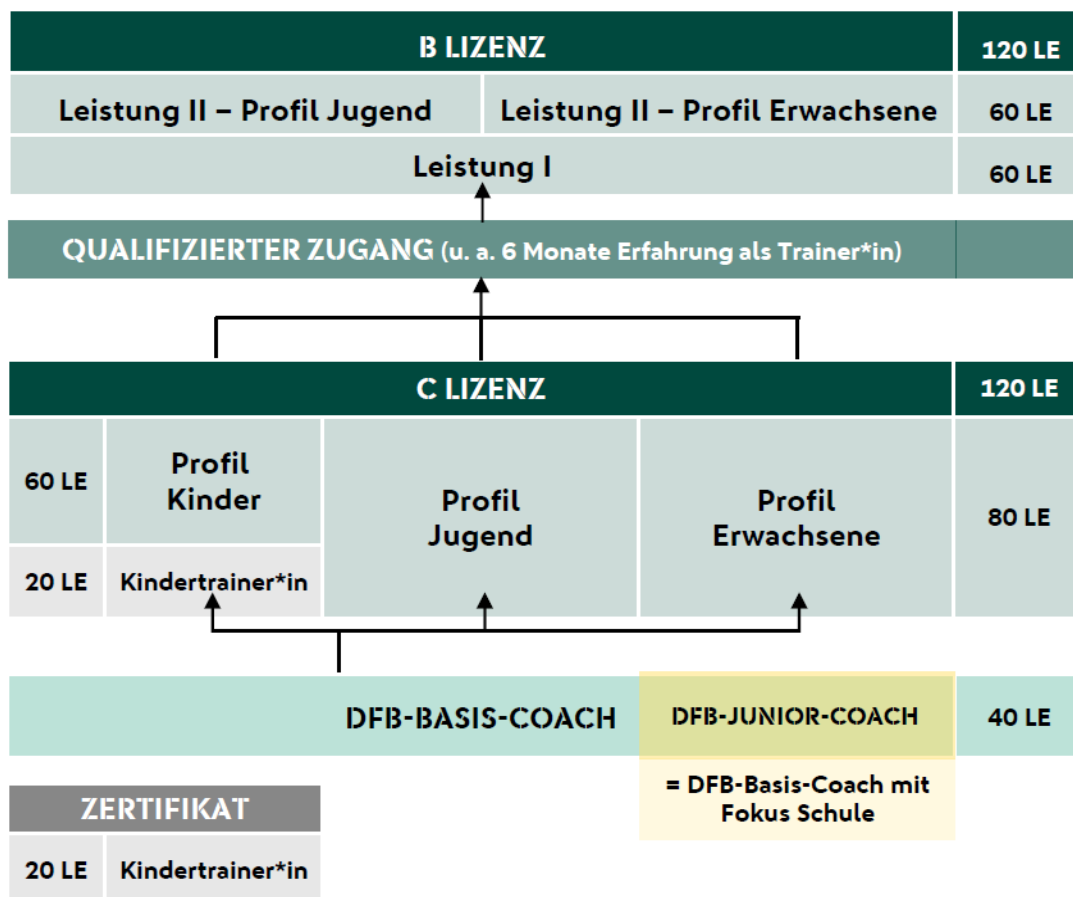 B LIZENZ
120 LE
Leistung II – Profil Jugend
Leistung II – Profil Erwachsene
60 LE
Leistung I
60 LE
QUALIFIZIERTER ZUGANG (u. a. 6 Monate Erfahrung als Trainer*in)
C LIZENZ
120 LE
60 LE
Profil
Kinder
20 LE
Kindertrainer*in
Profil
Jugend
Profil
Erwachsene
80 LE
DFB-BASIS-COACH
DFB-JUNIOR-COACH
40 LE
= DFB-Basis-Coach mit
Fokus Schule
ZERTIFIKAT
20 LE
Kindertrainer*in